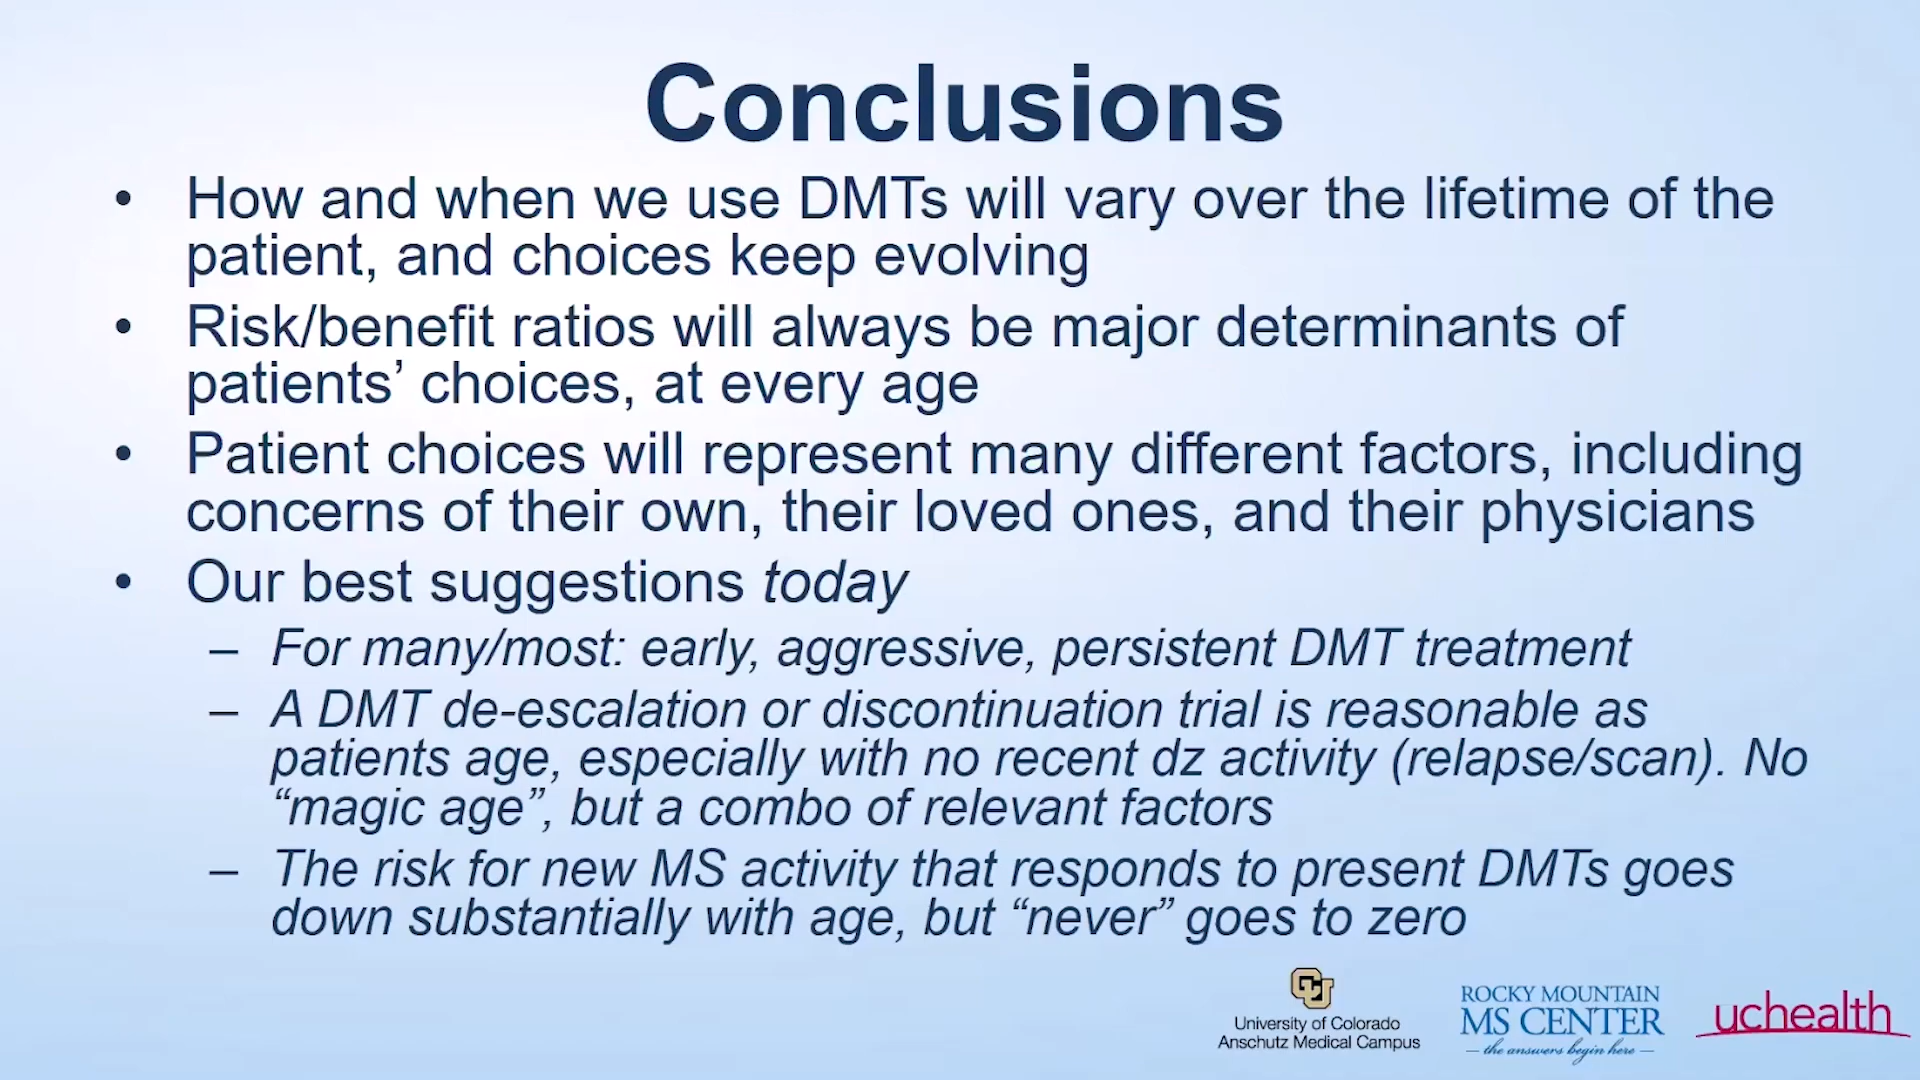 Conclusions
• How and when we use DMTs will vary over the lifetime of the
patient, and choices keep evolving
• Risk/benefit ratios will always be major determinants of
patients’ choices, at every age
• Patient choices will represent many different factors, including
concerns of their own, their loved ones, and their physicians
• Our best suggestions today
– For many/most: early, aggressive, persistent DMT treatment
– A DMT de-escalation or discontinuation trial is reasonable as
patients age, especially with no recent dz activity (relapse/scan). No
“magic age”, but a combo of relevant factors
– The risk for new MS activity that responds to present DMTs goes
down substantially with age, but “never” goes to zero
CU
University of Colorado
Anschutz Medical Campus
ROCKY MOUNTAIN
MS CENTER
— the answers begin here —
uchealth